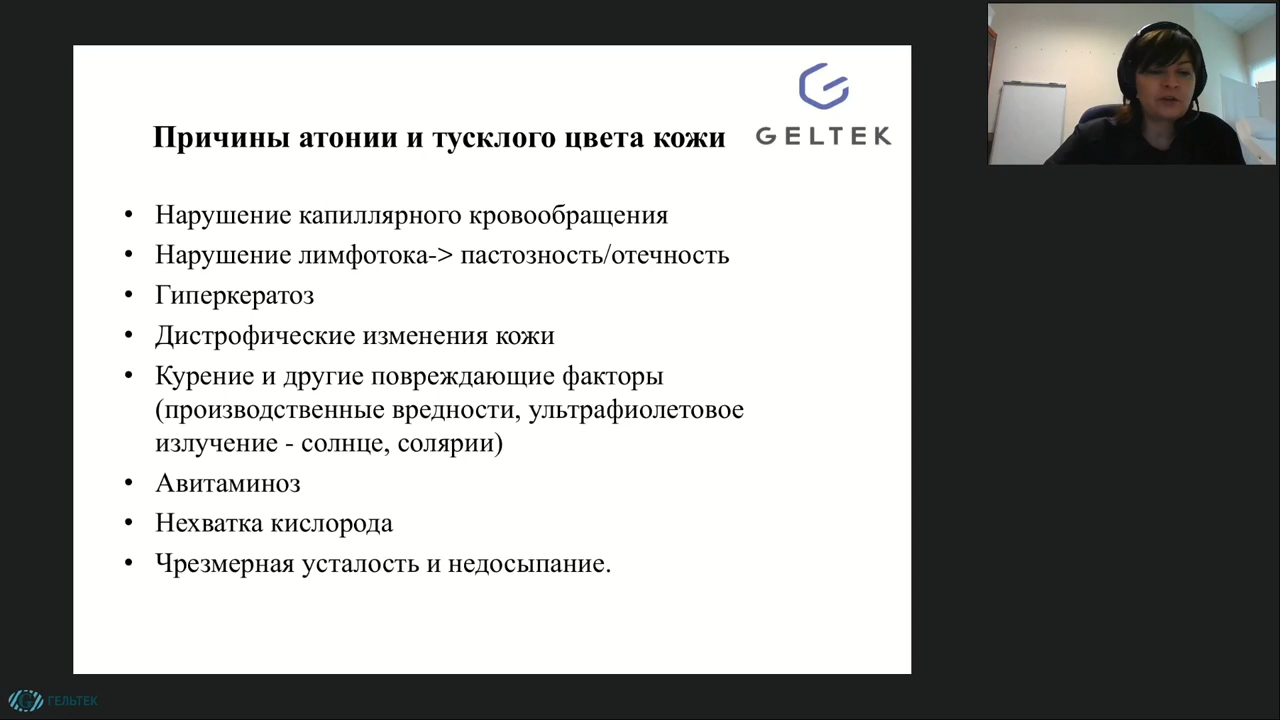 GELTEK
Причины атонии и тусклого цвета кожи
• Нарушение капиллярного кровообращения
• Нарушение лимфотока-> пастозность/отечность
• Гиперкератоз
• Дистрофические изменения кожи
• Курение и другие повреждающие факторы
(производственные вредности, ультрафиолетовое
излучение - солнце, солярии)
• Авитаминоз
• Нехватка кислорода
• Чрезмерная усталость и недосыпание.
ГЕЛЬТЕК